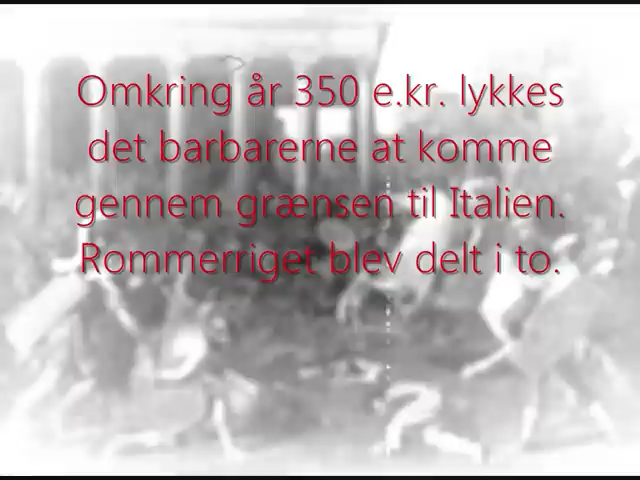 Omkring år 350 e.kr. lykkes
det barbarerne at komme
gennem grænsen til Italien.
Rommerriget blev delt i to.